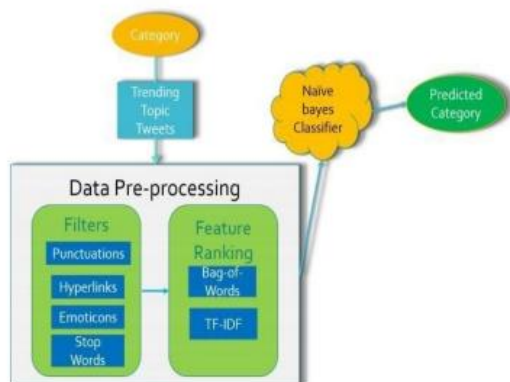 Category
Trending
Topic
Tweets
Naïve
bayes
Classifier
Predicted
Category
Data Pre-processing
Filters
Punctuations
Hyperlinks
Emoticons
Stop
Words
Feature
Ranking
Bag-of-
Words
TF-IDF